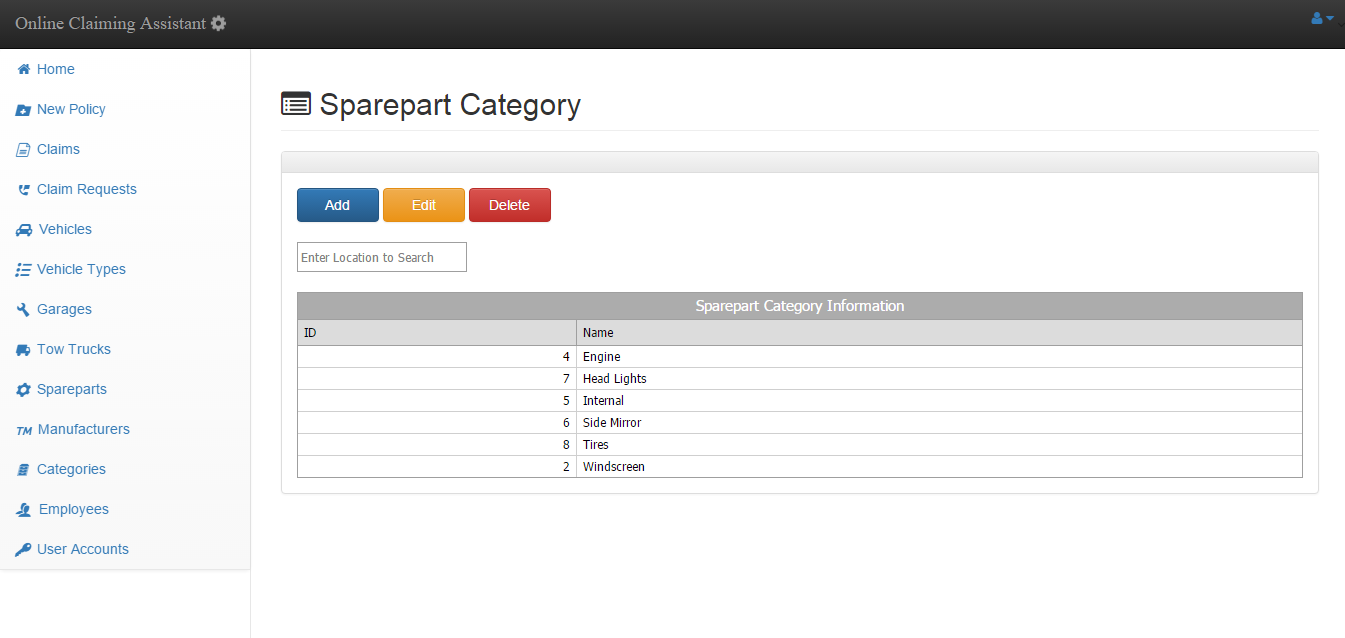 Online Claiming Assistant
Home
New Policy
Claims
Claim Requests
Vehicles
Vehicle Types
Garages
Tow Trucks
Spareparts
TM Manufacturers
Categories
Employees
User Accounts
Sparepart Category
Add Edit Delete
Enter Location to Search
Sparepart Category Information
ID Name
4 Engine
7 Head Lights
5 Internal
6 Side Mirror
8 Tires
2 Windscreen